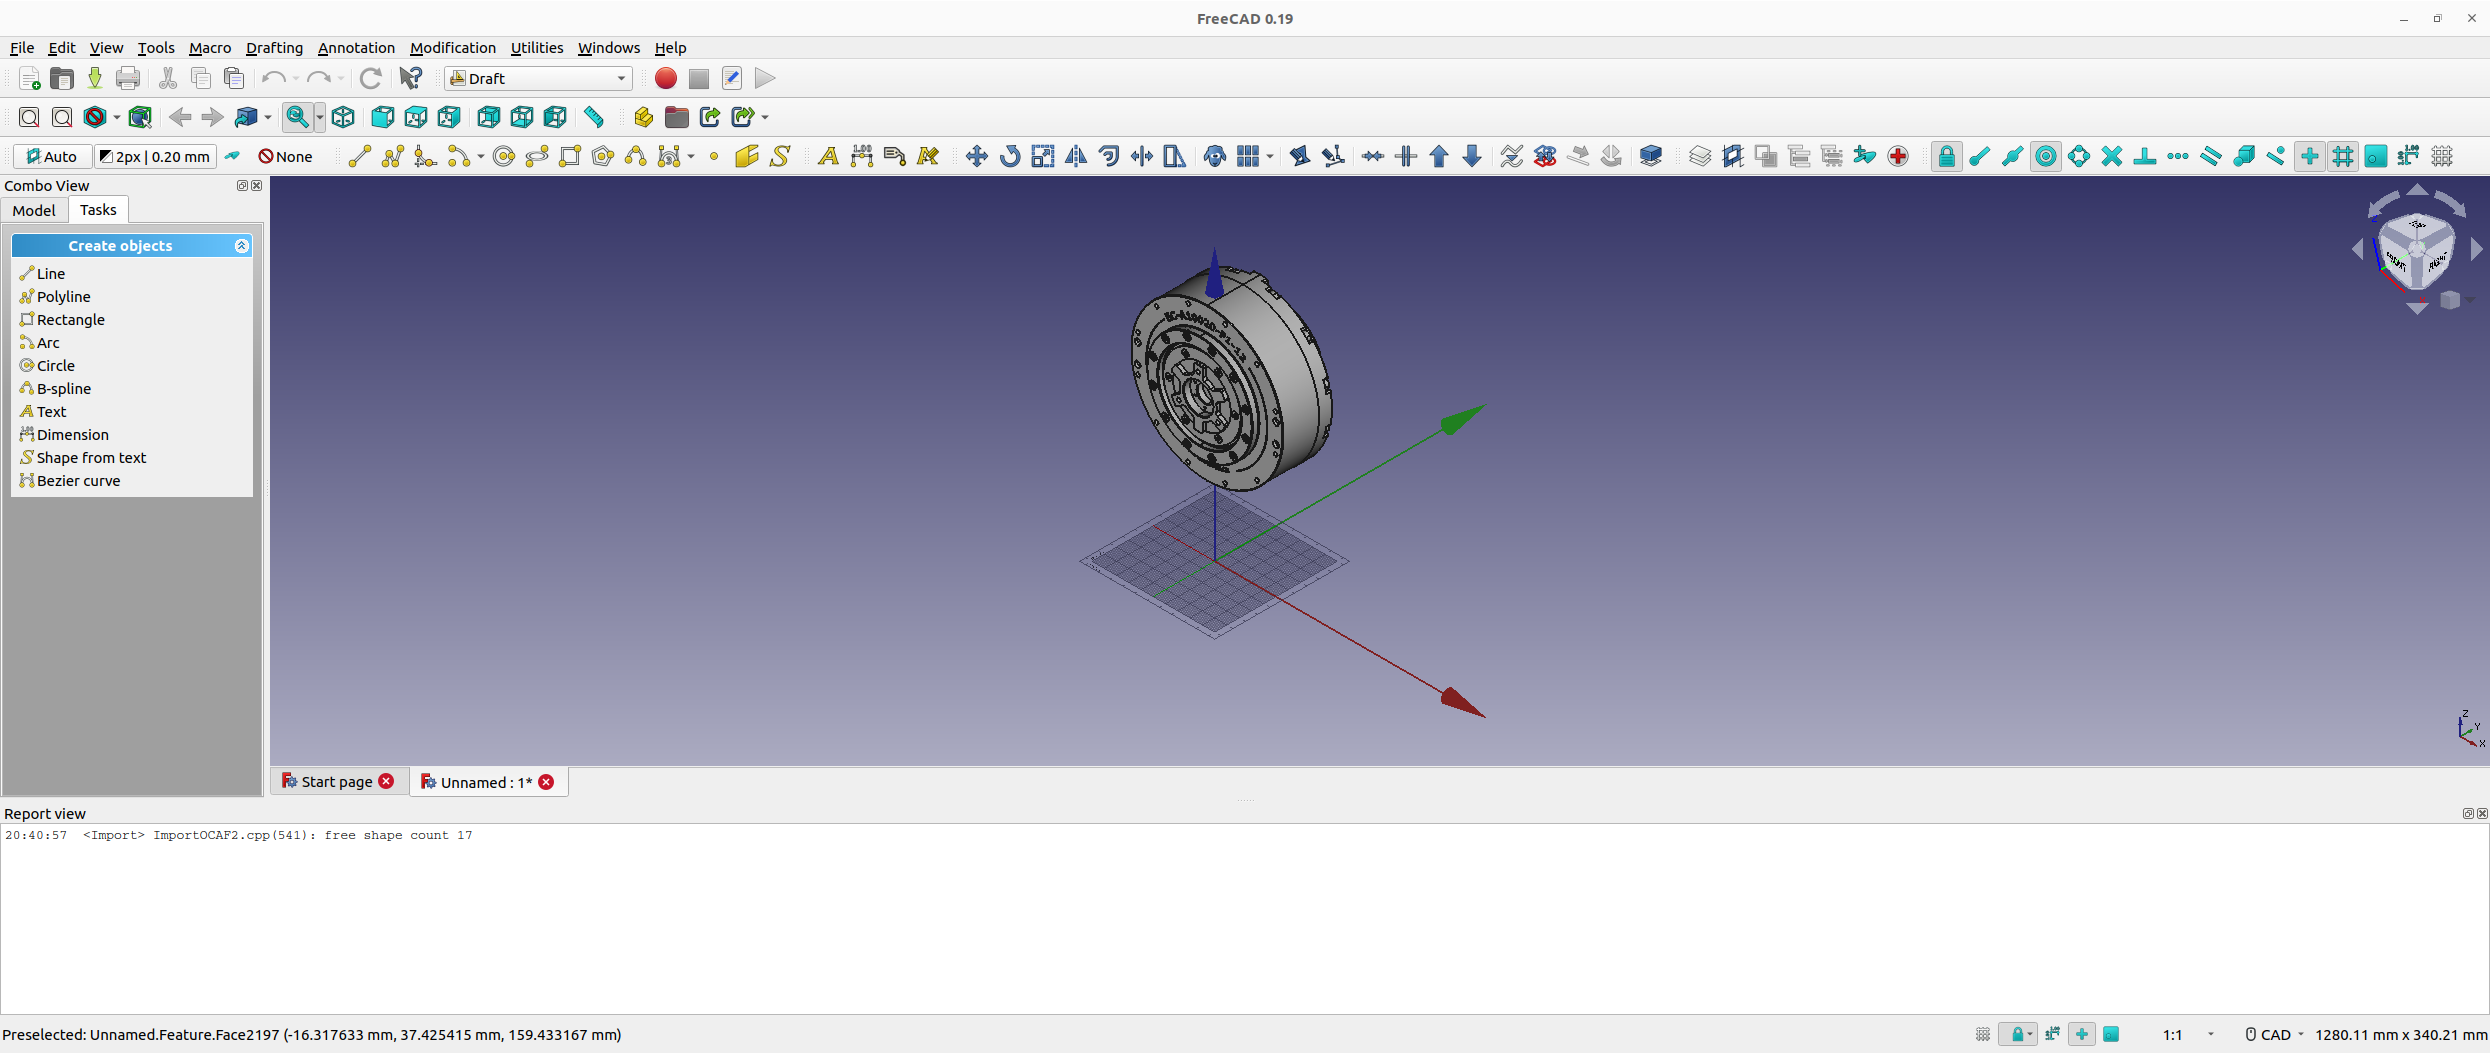 FreeCAD 0.19
File Edit View Tools Macro Drafting Annotation Modification Utilities Windows Help
Draft
Auto 2px | 0.20 mm None
Combo View
Model Tasks
Create objects
Line
Polyline
Rectangle
Arc
Circle
B-spline
Text
Dimension
Shape from text
Bezier curve
FRONT RIGHT
Z
Y
X
Start page Unnamed : 1*
Report view
20:40:57 <Import> ImportOCAF2.cpp(541): free shape count 17
Preselected: Unnamed.Feature.Face2197 (-16.317633 mm, 37.425415 mm, 159.433167 mm)
1:1 CAD 1280.11 mm x 340.21 mm